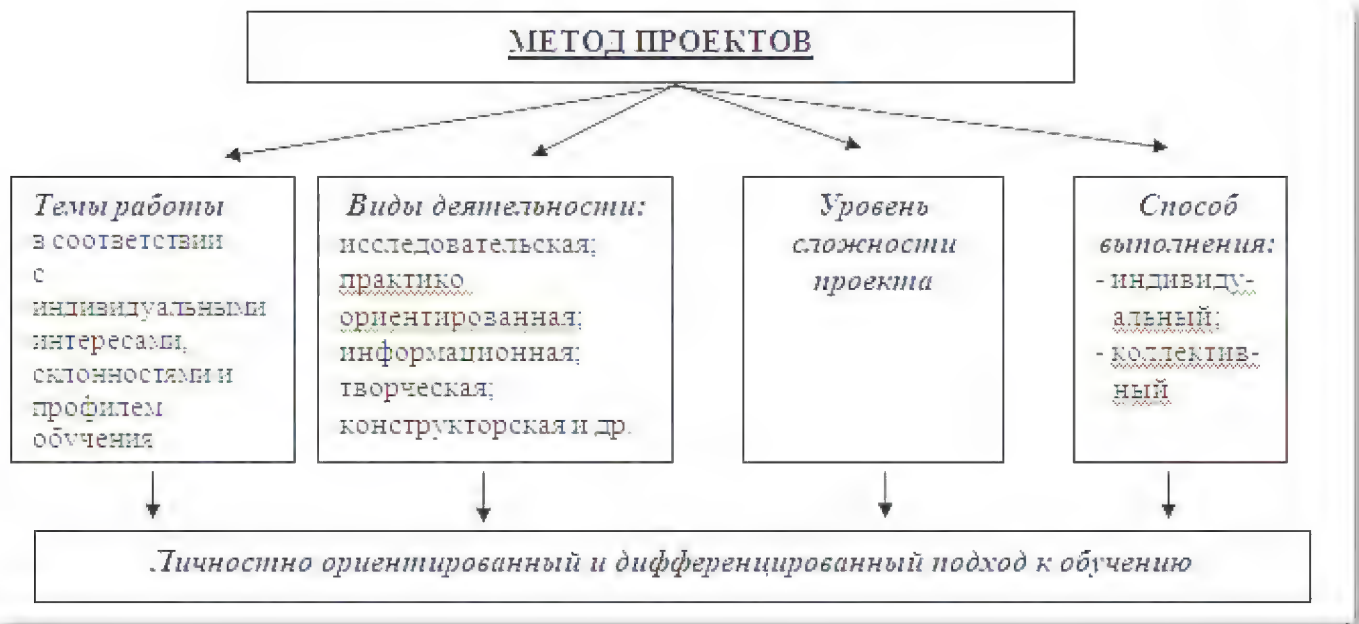 МЕТОД ПРОЕКТОВ
Темы работы
в соответствии
с
индивидуальными
интересами,
склонностями и
профилем
обучения
Виды деятельности:
исследовательская;
практико
ориентированная;
информационная;
творческая;
конструкторская и др.
Уровень
сложности
проекта
Способ
выполнения:
- индивиду-
альный;
- коллектив-
ный
Личностно ориентированный и дифференцированный подход к обучению